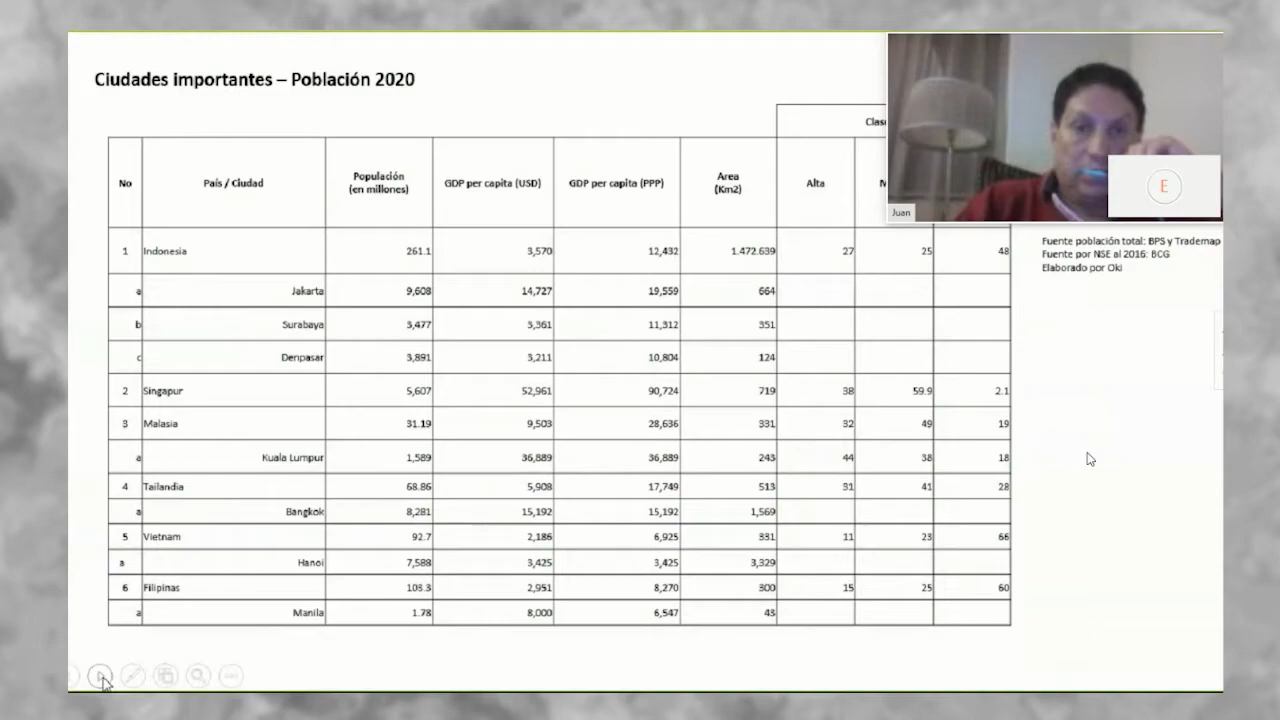 Ciudades importantes – Población 2020
No País / Ciudad Población (en millones) GDP per capita (USD) GDP per capita (PPP) Area (Km2) Alta
1 Indonesia 261.1 3,570 12,432 1.472.639 27 25 48
a Jakarta 9,608 14,727 19,559 664
b Surabaya 3,477 3,361 11,312 351
c Denpasar 3,891 3,211 10,804 124
2 Singapur 5,607 52,961 90,724 719 38 59.9 2.1
3 Malasia 31.19 9,503 28,636 331 32 49 19
a Kuala Lumpur 1,589 36,889 36,889 243 44 38 18
4 Tailandia 68.86 5,908 17,749 513 31 41 28
a Bangkok 8,281 15,192 15,192 1,569
5 Vietnam 92.7 2,186 6,925 331 11 23 66
a Hanoi 7,588 3,425 3,425 3,329
6 Filipinas 103.3 2,951 8,270 300 15 25 60
a Manila 1.78 8,000 6,547 43
Juan
E
Fuente población total: BPS y Trademap
Fuente por NSE al 2016: BCG
Elaborado por Oki